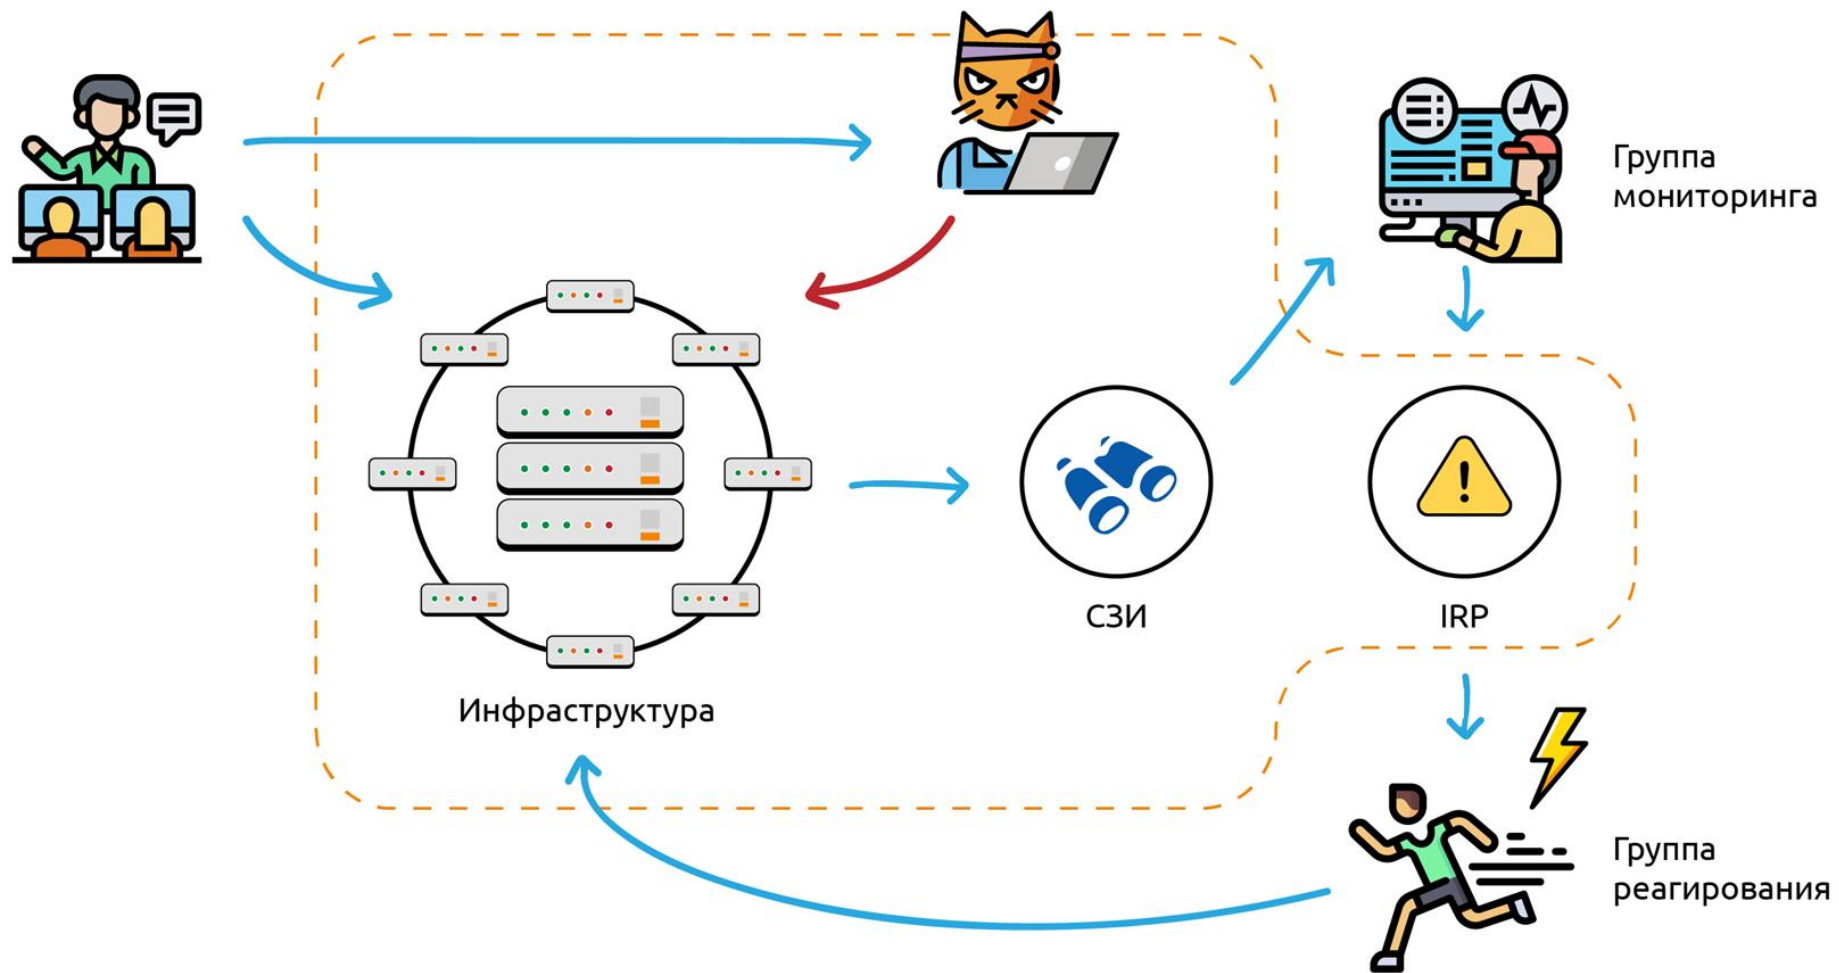 Группа
мониторинга
СЗИ
IRP
Инфраструктура
Группа
реагирования